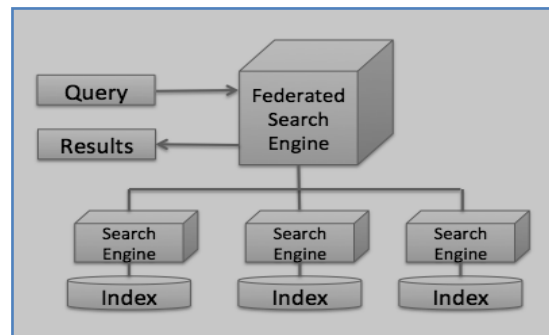 Query
Results
Federated
Search
Engine
Search
Engine
Search
Engine
Search
Engine
Index
Index
Index